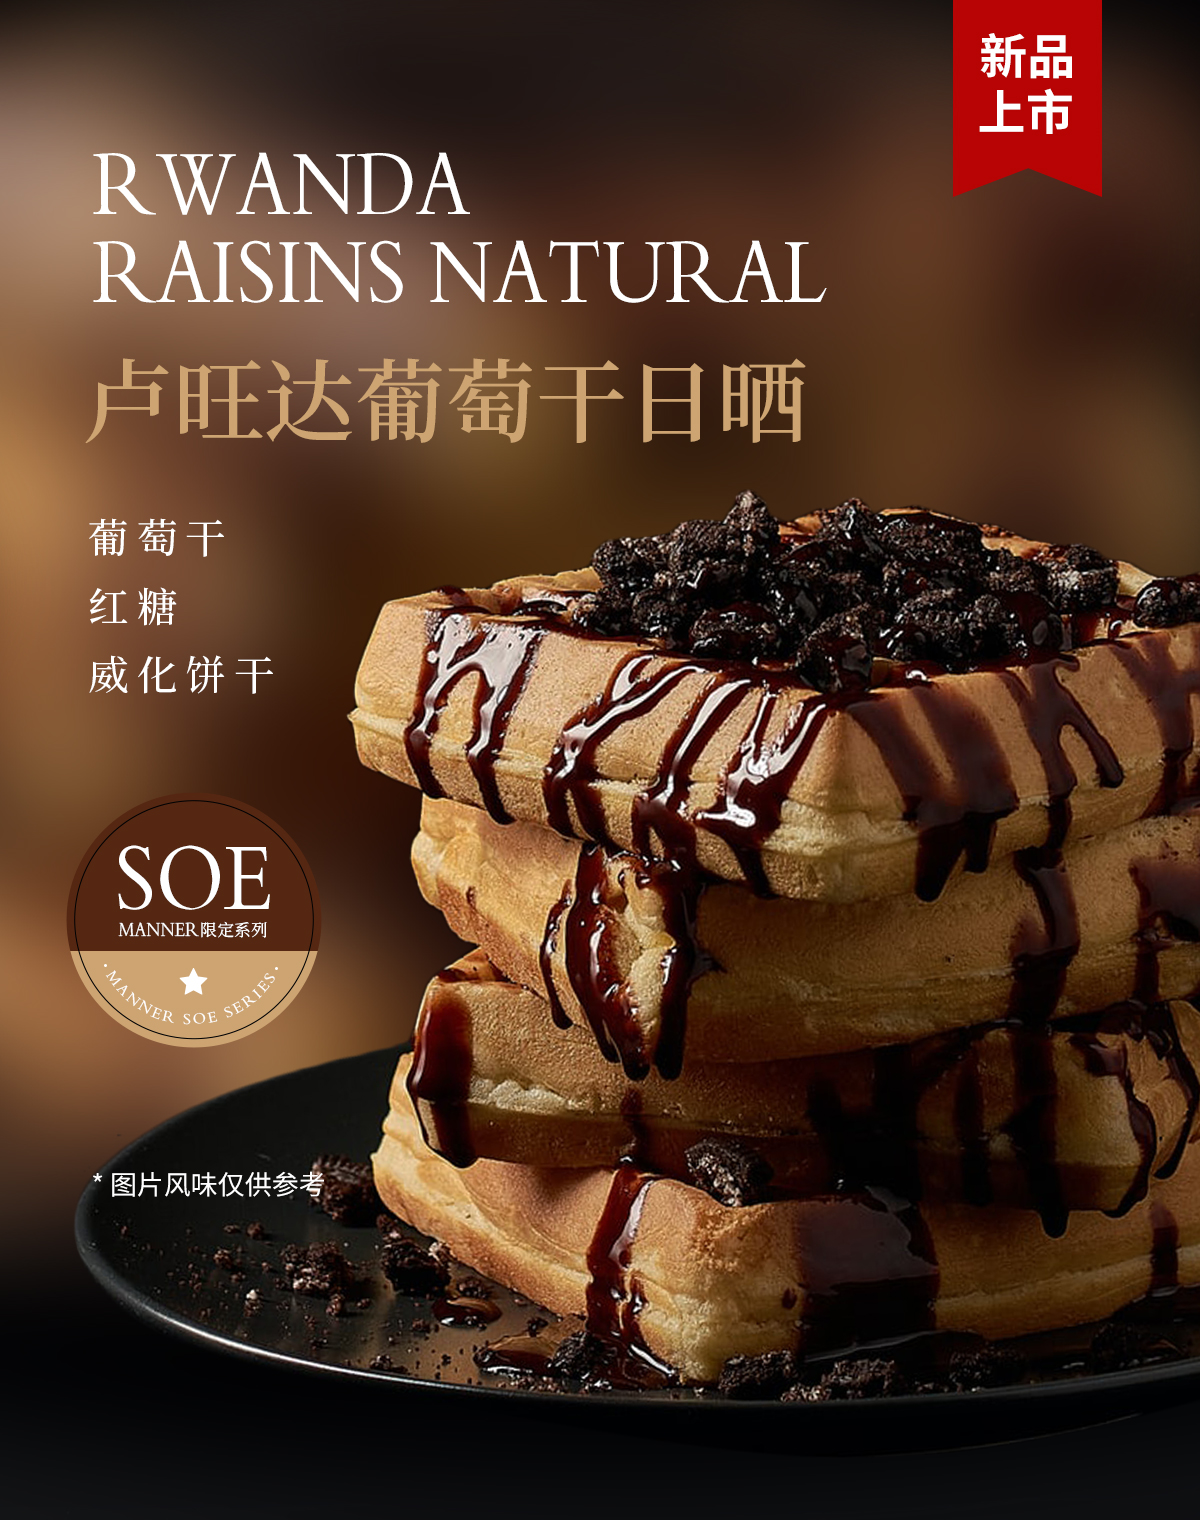 新品
上市
RWANDA
RAISINS NATURAL
卢旺达葡萄干日晒
葡萄干
红糖
威化饼干
SOE
MANNER限定系列
·MANNER SOE SERIES·
* 图片风味仅供参考